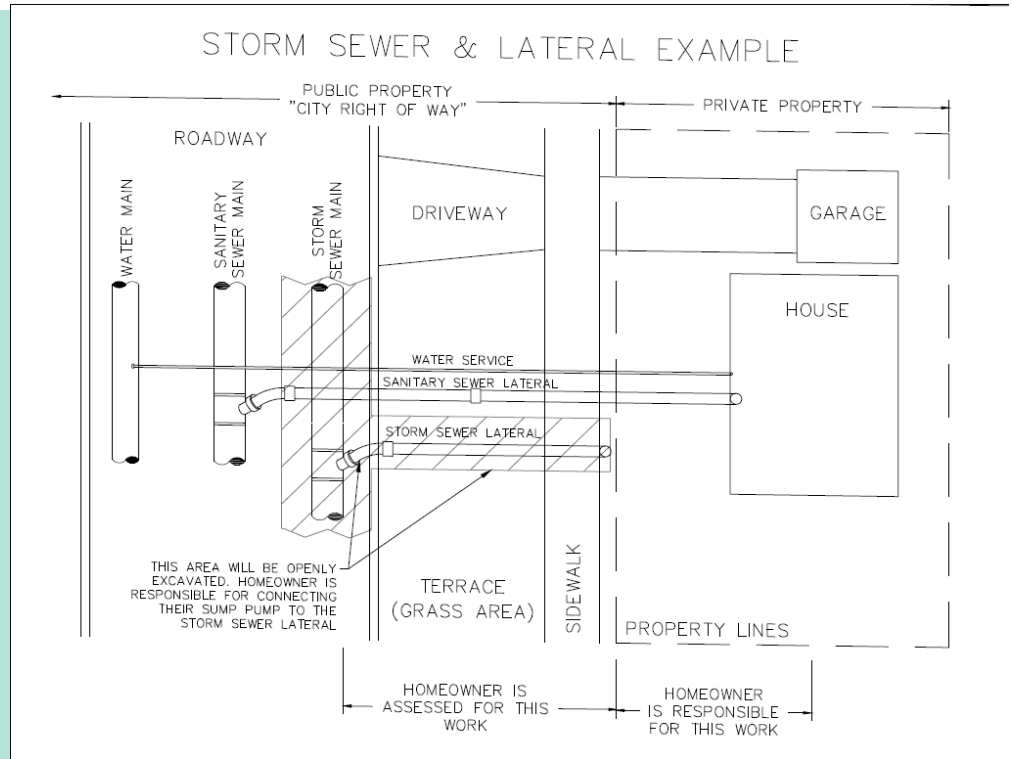 STORM SEWER & LATERAL EXAMPLE
PUBLIC PROPERTY
"CITY RIGHT OF WAY"
PRIVATE PROPERTY
ROADWAY
WATER MAIN
SANITARY
SEWER MAIN
STORM
SEWER MAIN
DRIVEWAY
GARAGE
HOUSE
WATER SERVICE
SANITARY SEWER LATERAL
STORM SEWER LATERAL
THIS AREA WILL BE OPENLY
EXCAVATED. HOMEOWNER IS
RESPONSIBLE FOR CONNECTING
THEIR SUMP PUMP TO THE
STORM SEWER LATERAL
TERRACE
(GRASS AREA)
SIDEWALK
PROPERTY LINES
HOMEOWNER IS
ASSESSED FOR THIS
WORK
HOMEOWNER
IS RESPONSIBLE
FOR THIS WORK